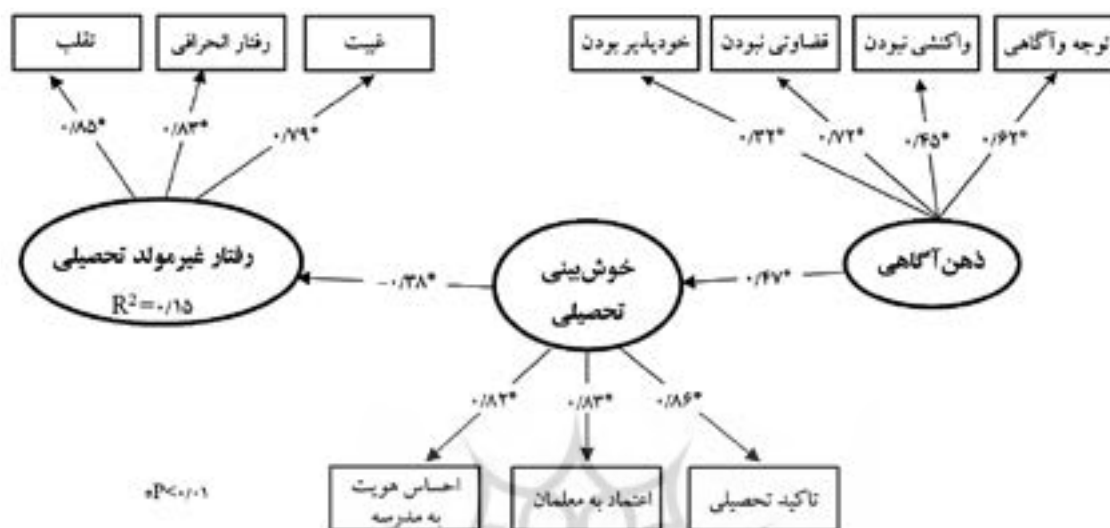 توجه و آگاهی
واکنشی نبودن
قضاوتی نبودن
خودپذیر بودن
غیبت
رفتار انحرافی
تقلب
۰/۶۲*
۰/۴۵*
۰/۷۲*
۰/۳۲*
۰/۷۹*
۰/۸۳*
۰/۸۵*
ذهن‌آگاهی
۰/۴۷*
خوش‌بینی
تحصیلی
-۰/۳۸*
رفتار غیرمولد تحصیلی
R²=۰/۱۵
۰/۸۶*
۰/۸۳*
۰/۸۲*
تاکید تحصیلی
اعتماد به معلمان
احساس هویت
به مدرسه
*P<۰/۰۱